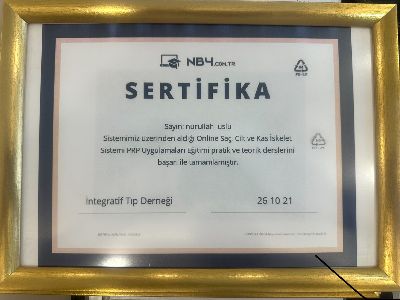 NBY.COM.TR
SERTİFİKA
Sayın: nurullah uslu
Sistemimiz üzerinden aldığı Online Saç, Cilt ve Kas İskelet
Sistemi PRP Uygulamaları Eğitimi pratik ve teorik derslerini
başarı ile tamamlamıştır.
İntegratif Tıp Derneği
26 10 21